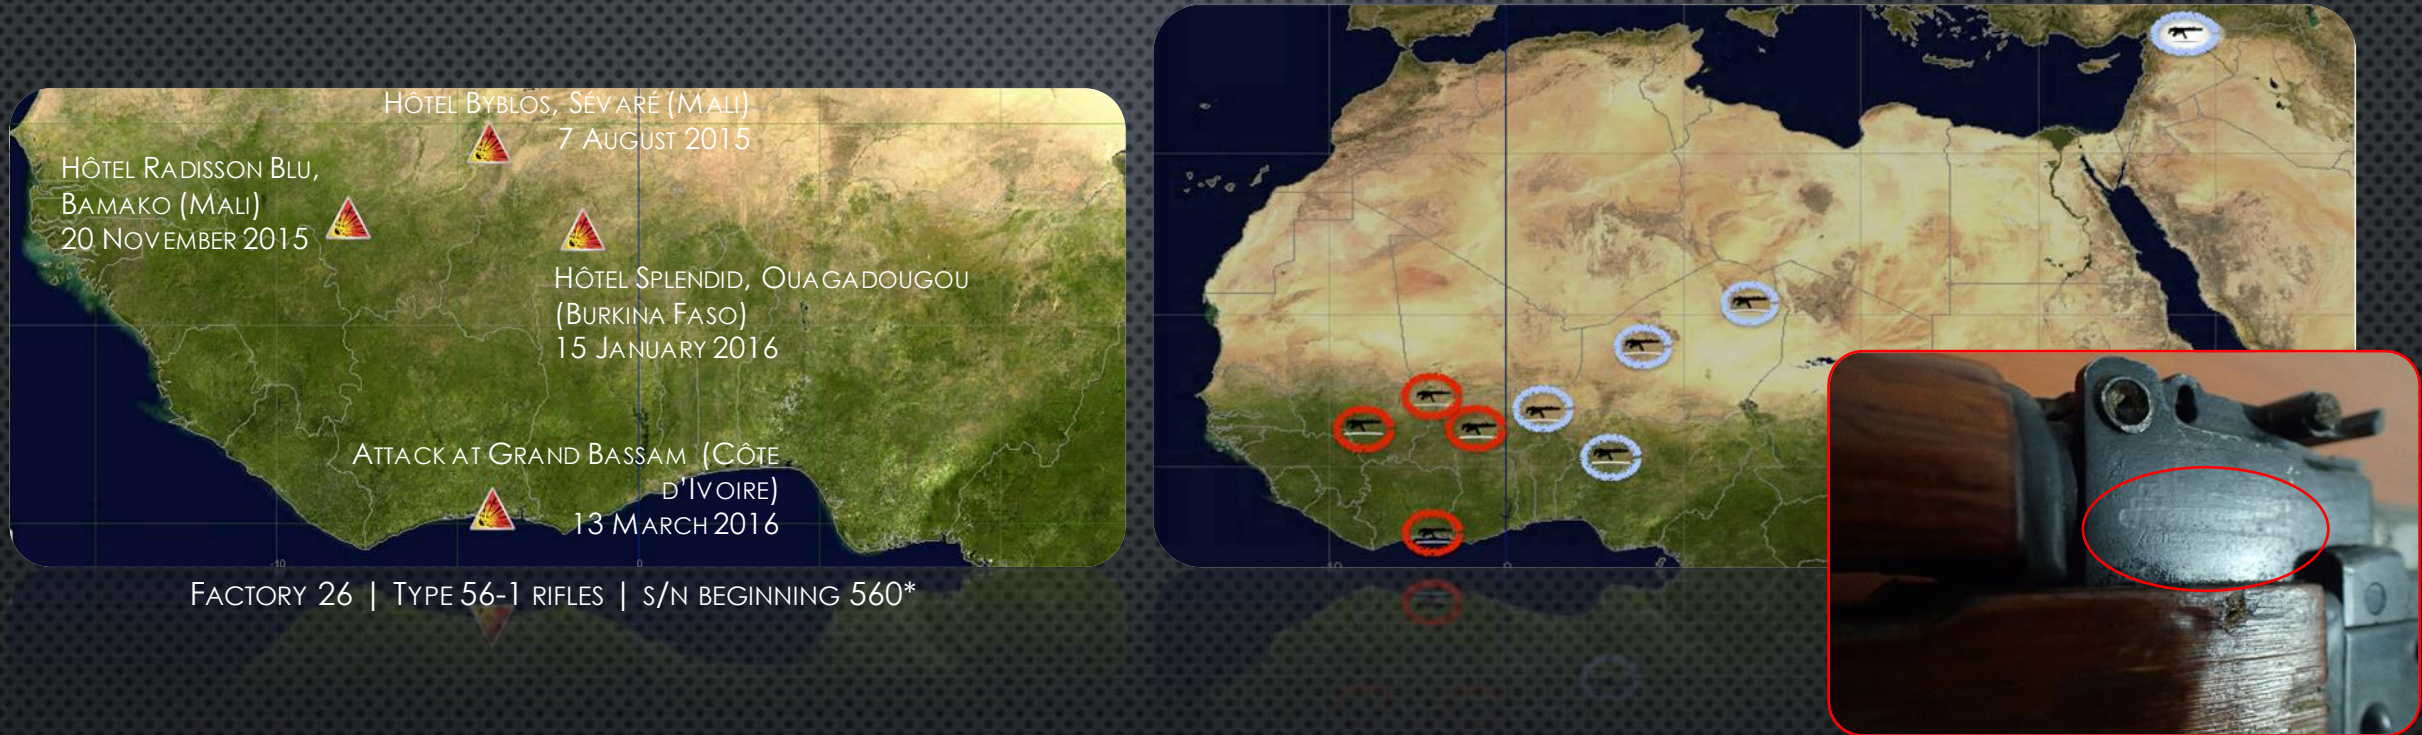 Hôtel Byblos, Sévaré (Mali)
7 August 2015
Hôtel Radisson Blu,
Bamako (Mali)
20 November 2015
Hôtel Splendid, Ouagadougou
(Burkina Faso)
15 January 2016
Attack at Grand Bassam (Côte
d'Ivoire)
13 March 2016
Factory 26 | Type 56-1 rifles | s/n beginning 560*